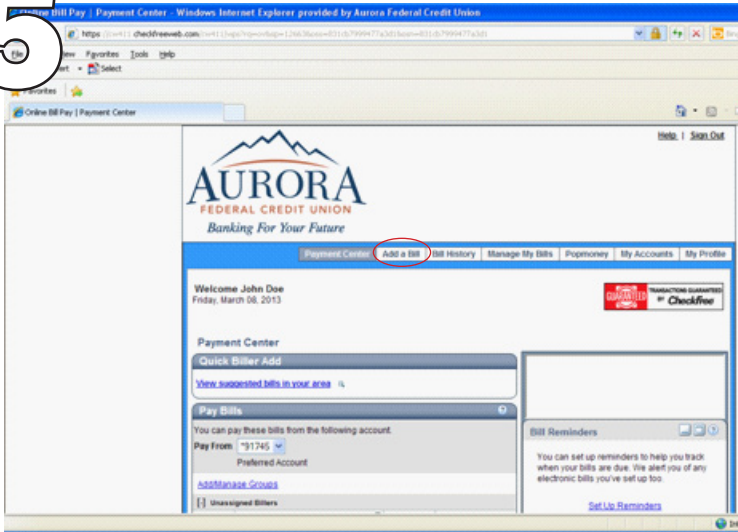 Online Bill Pay | Payment Center - Windows Internet Explorer provided by Aurora Federal Credit Union
5
checkfreeweb.com
File View Favorites Tools Help
Select
Favorites
Online Bill Pay | Payment Center
Help | Sign Out
AURORA
FEDERAL CREDIT UNION
Banking For Your Future
Payment Center Add a Bill Bill History Manage My Bills Popmoney My Accounts My Profile
Welcome John Doe
Friday, March 08, 2013
GUARANTEED TRANSACTIONS GUARANTEED
BY Checkfree
Payment Center
Quick Biller Add
View suggested bills in your area
Pay Bills
You can pay these bills from the following account.
Pay From *91745
Preferred Account
Add/Manage Groups
[-] Unassigned Billers
Bill Reminders
You can set up reminders to help you track
when your bills are due. We alert you of any
electronic bills you've set up too.
Set Up Reminders